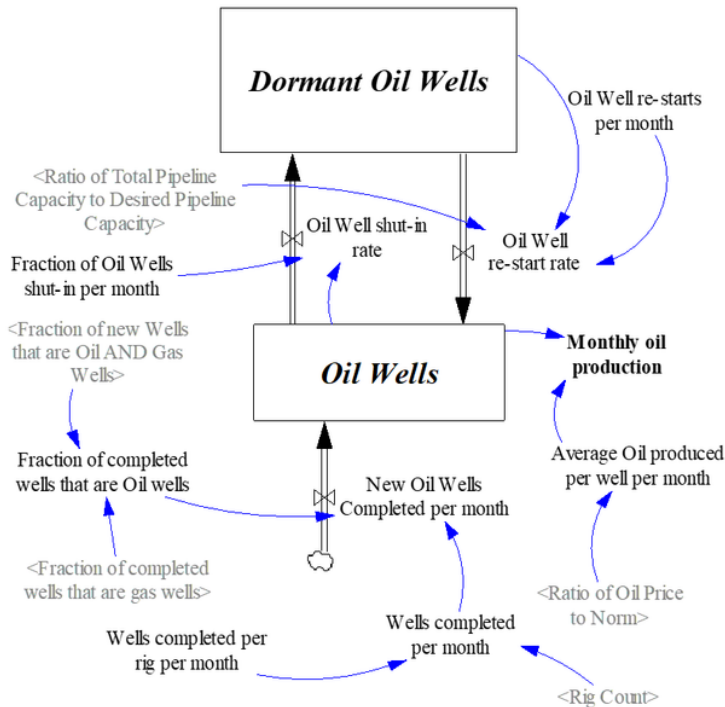 Dormant Oil Wells
Oil Well re-starts
per month
<Ratio of Total Pipeline
Capacity to Desired Pipeline
Capacity>
Oil Well shut-in
rate
Oil Well
re-start rate
Fraction of Oil Wells
shut-in per month
<Fraction of new Wells
that are Oil AND Gas
Wells>
Oil Wells
Monthly oil
production
Fraction of completed
wells that are Oil wells
New Oil Wells
Completed per month
Average Oil produced
per well per month
<Fraction of completed
wells that are gas wells>
<Ratio of Oil Price
to Norm>
Wells completed per
rig per month
Wells completed
per month
<Rig Count>